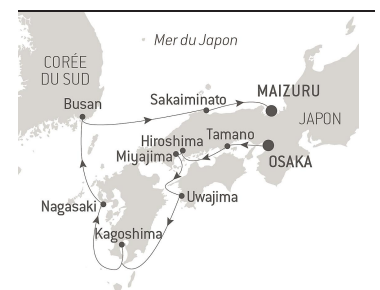 Mer du Japon
CORÉE
DU SUD
MAIZURU
Sakaiminato
Busan
JAPON
Hiroshima
Tamano
Miyajima
OSAKA
Uwajima
Nagasaki
Kagoshima